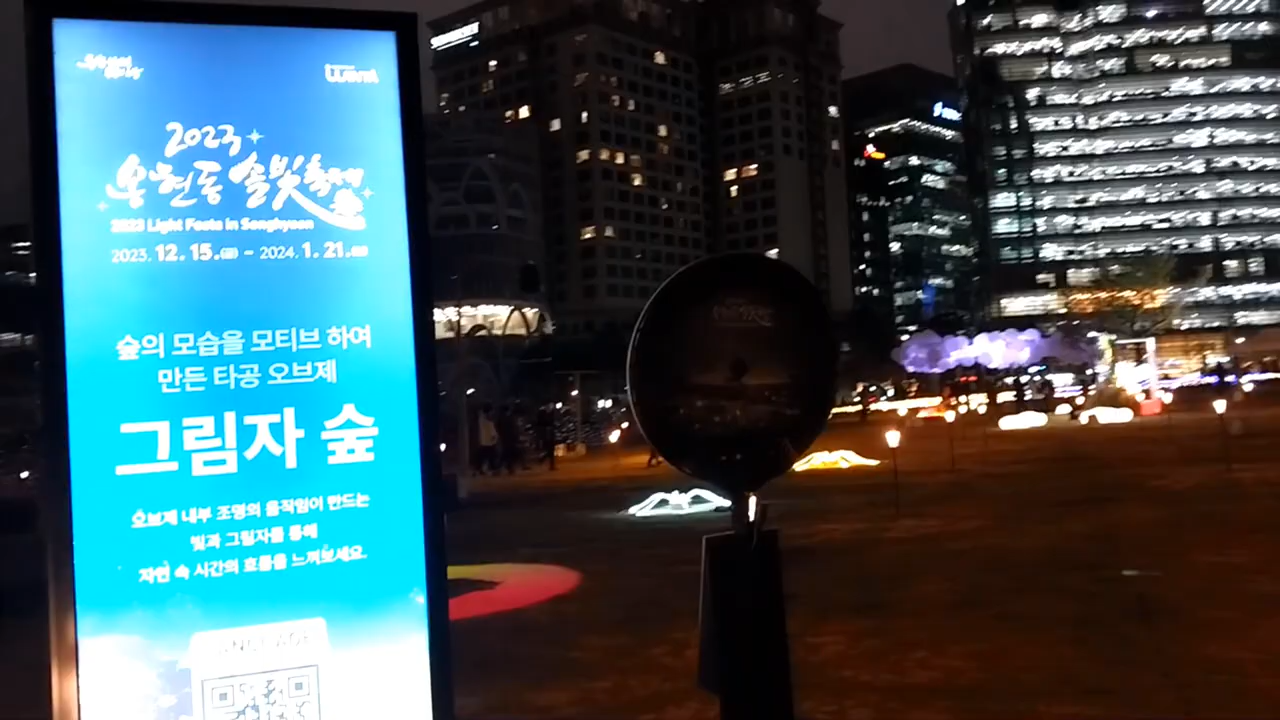 2023
송현동 솔빛축제
2023 Light Festa in Songhyeon
2023. 12. 15.(금) - 2024. 1. 21.
숲의 모습을 모티브 하여
만든 타공 오브제
그림자 숲
오브제 내부 조명의 움직임이 만드는
빛과 그림자를 통해
자연 속 시간의 흐름을 느껴보세요.
LANGUAGE